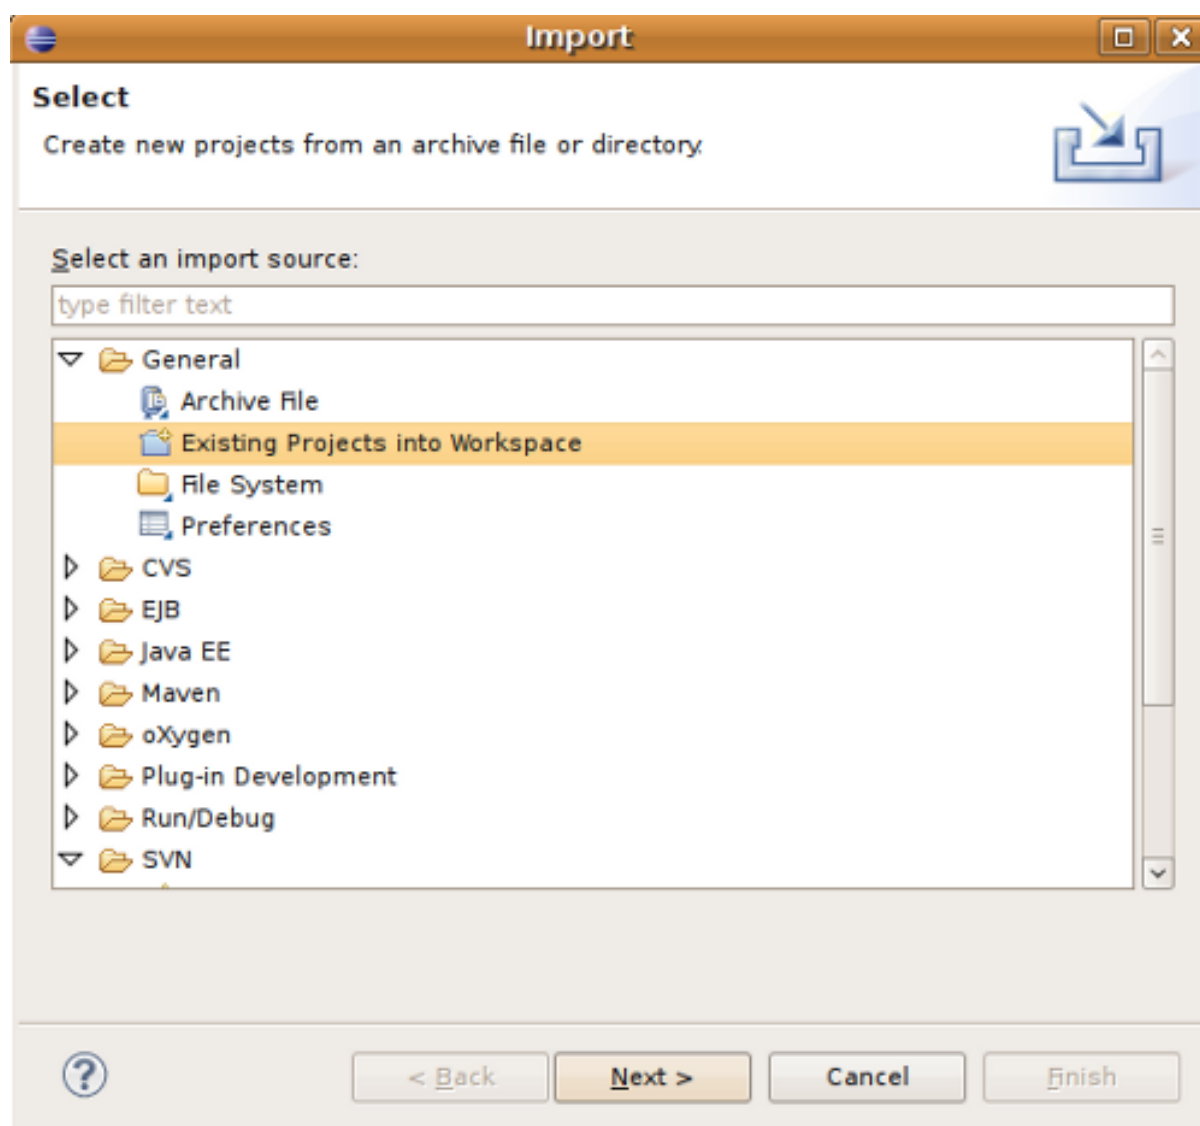 Import
Select
Create new projects from an archive file or directory.
Select an import source:
type filter text
General
Archive File
Existing Projects into Workspace
File System
Preferences
CVS
EJB
Java EE
Maven
oXygen
Plug-in Development
Run/Debug
SVN
? < Back Next > Cancel Finish